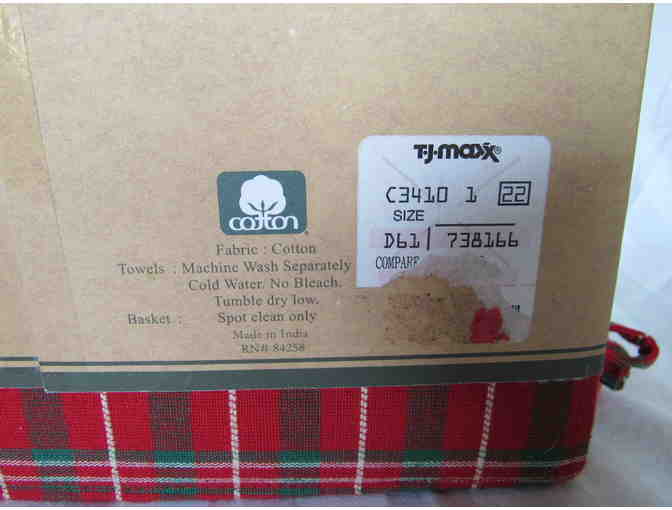 T·J·maxx®
C3410 1 22
SIZE
D61 738166
COMPARE
cotton
Fabric : Cotton
Towels : Machine Wash Separately
Cold Water. No Bleach.
Tumble dry low.
Basket : Spot clean only
Made in India
RN# 84258